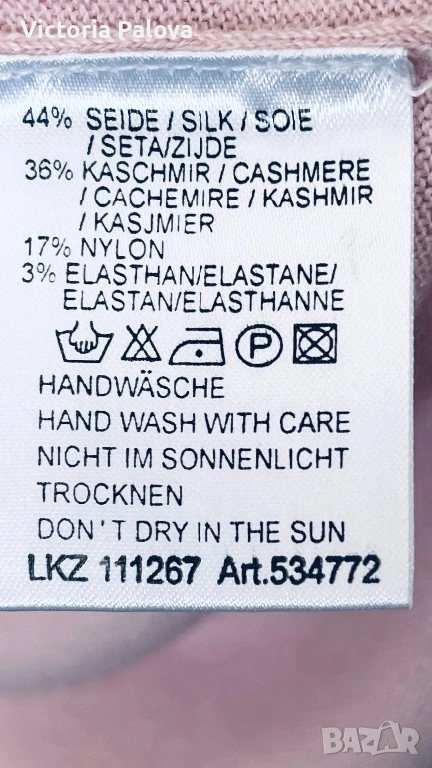 Victoria Palova
44% SEIDE / SILK / SOIE
/ SETA/ZIJDE
36% KASCHMIR / CASHMERE
/ CACHEMIRE / KASHMIR
/ KASJMIER
17% NYLON
3% ELASTHAN/ELASTANE/
ELASTAN/ELASTHANNE
P
HANDWÄSCHE
HAND WASH WITH CARE
NICHT IM SONNENLICHT
TROCKNEN
DON'T DRY IN THE SUN
LKZ 111267 Art.534772
BAZAR